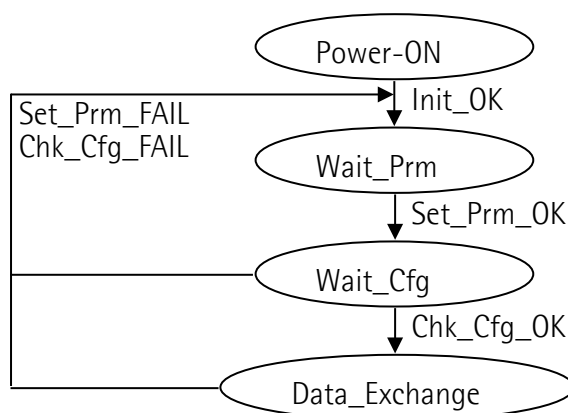 Power-ON
Init_OK
Set_Prm_FAIL
Chk_Cfg_FAIL
Wait_Prm
Set_Prm_OK
Wait_Cfg
Chk_Cfg_OK
Data_Exchange